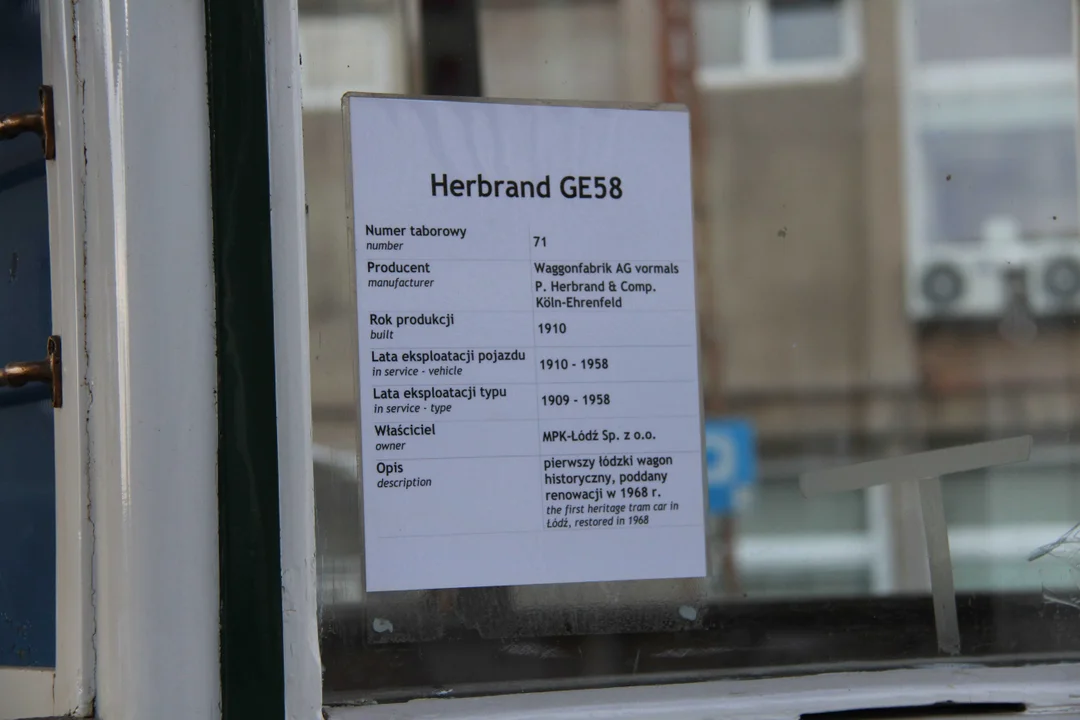 Herbrand GE58
Numer taborowy
number
71
Producent
manufacturer
Waggonfabrik AG vormals
P. Herbrand & Comp.
Köln-Ehrenfeld
Rok produkcji
built
1910
Lata eksploatacji pojazdu
in service - vehicle
1910 - 1958
Lata eksploatacji typu
in service - type
1909 - 1958
Właściciel
owner
MPK-Łódź Sp. z o.o.
Opis
description
pierwszy łódzki wagon
historyczny, poddany
renowacji w 1968 r.
the first heritage tram car in
Łódź, restored in 1968